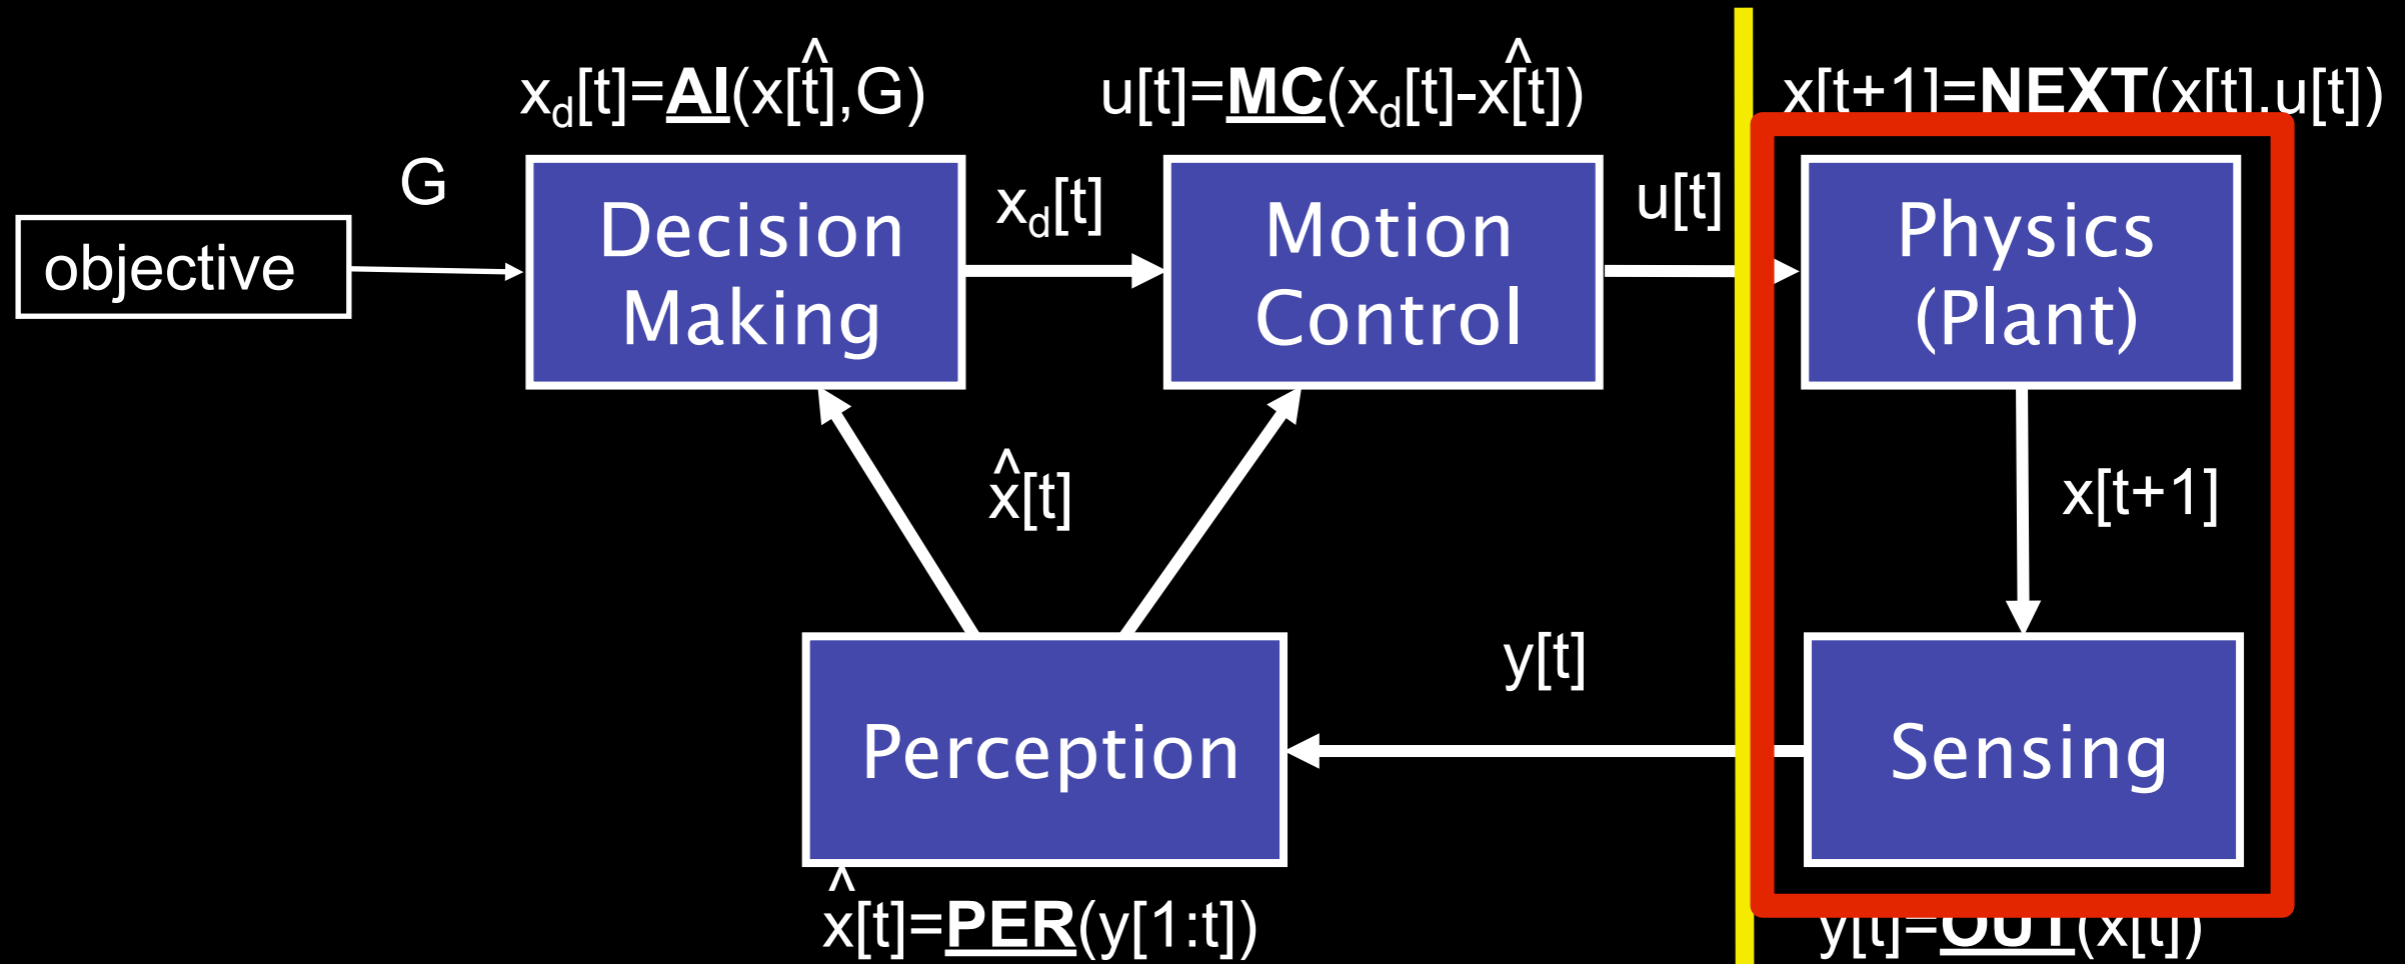 x_d[t]=AI(x̂[t],G)
u[t]=MC(x_d[t]-x̂[t])
x[t+1]=NEXT(x[t],u[t])
G
objective
Decision
Making
x_d[t]
Motion
Control
u[t]
Physics
(Plant)
x̂[t]
x[t+1]
y[t]
Perception
Sensing
x̂[t]=PER(y[1:t])
y[t]=OUT(x[t])